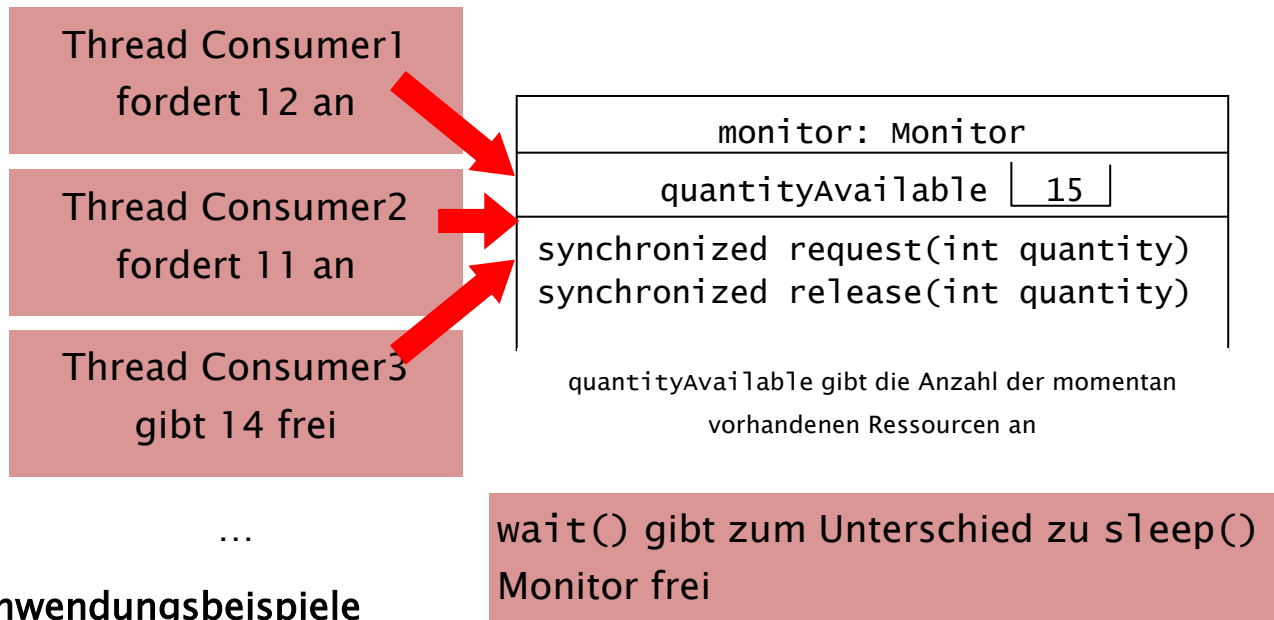 Thread Consumer1
fordert 12 an
Thread Consumer2
fordert 11 an
Thread Consumer3
gibt 14 frei
…
nwendungsbeispiele
monitor: Monitor
quantityAvailable 15
synchronized request(int quantity)
synchronized release(int quantity)
quantityAvailable gibt die Anzahl der momentan
vorhandenen Ressourcen an
wait() gibt zum Unterschied zu sleep()
Monitor frei